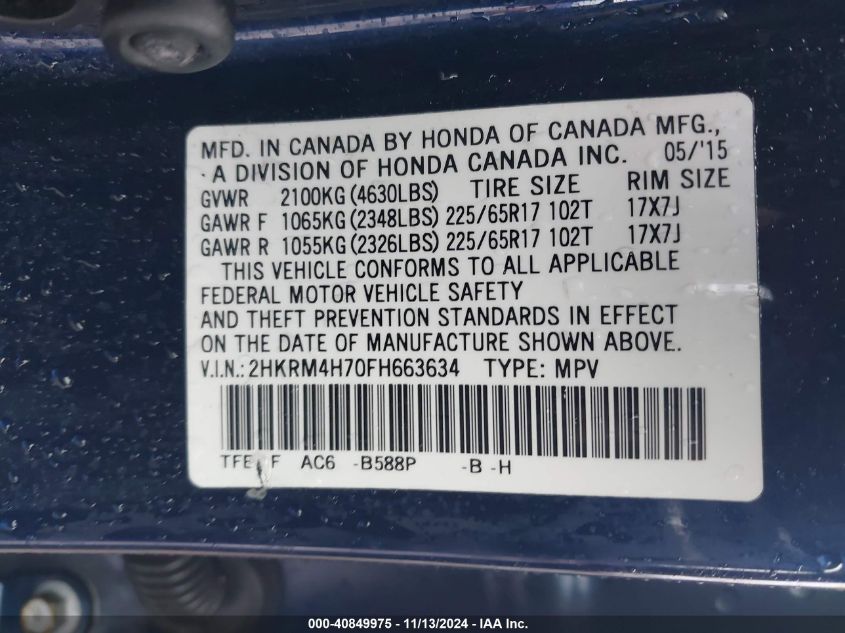 MFD. IN CANADA BY HONDA OF CANADA MFG.,
A DIVISION OF HONDA CANADA INC. 05/'15
GVWR 2100KG(4630LBS) TIRE SIZE RIM SIZE
GAWR F 1065KG(2348LBS) 225/65R17 102T 17X7J
GAWR R 1055KG(2326LBS) 225/65R17 102T 17X7J
THIS VEHICLE CONFORMS TO ALL APPLICABLE
FEDERAL MOTOR VEHICLE SAFETY
AND THEFT PREVENTION STANDARDS IN EFFECT
ON THE DATE OF MANUFACTURE SHOWN ABOVE.
V.I.N.: 2HKRM4H70FH663634 TYPE: MPV
F AC6 -B588P -B -H
000-40849975 - 11/13/2024 - IAA Inc.